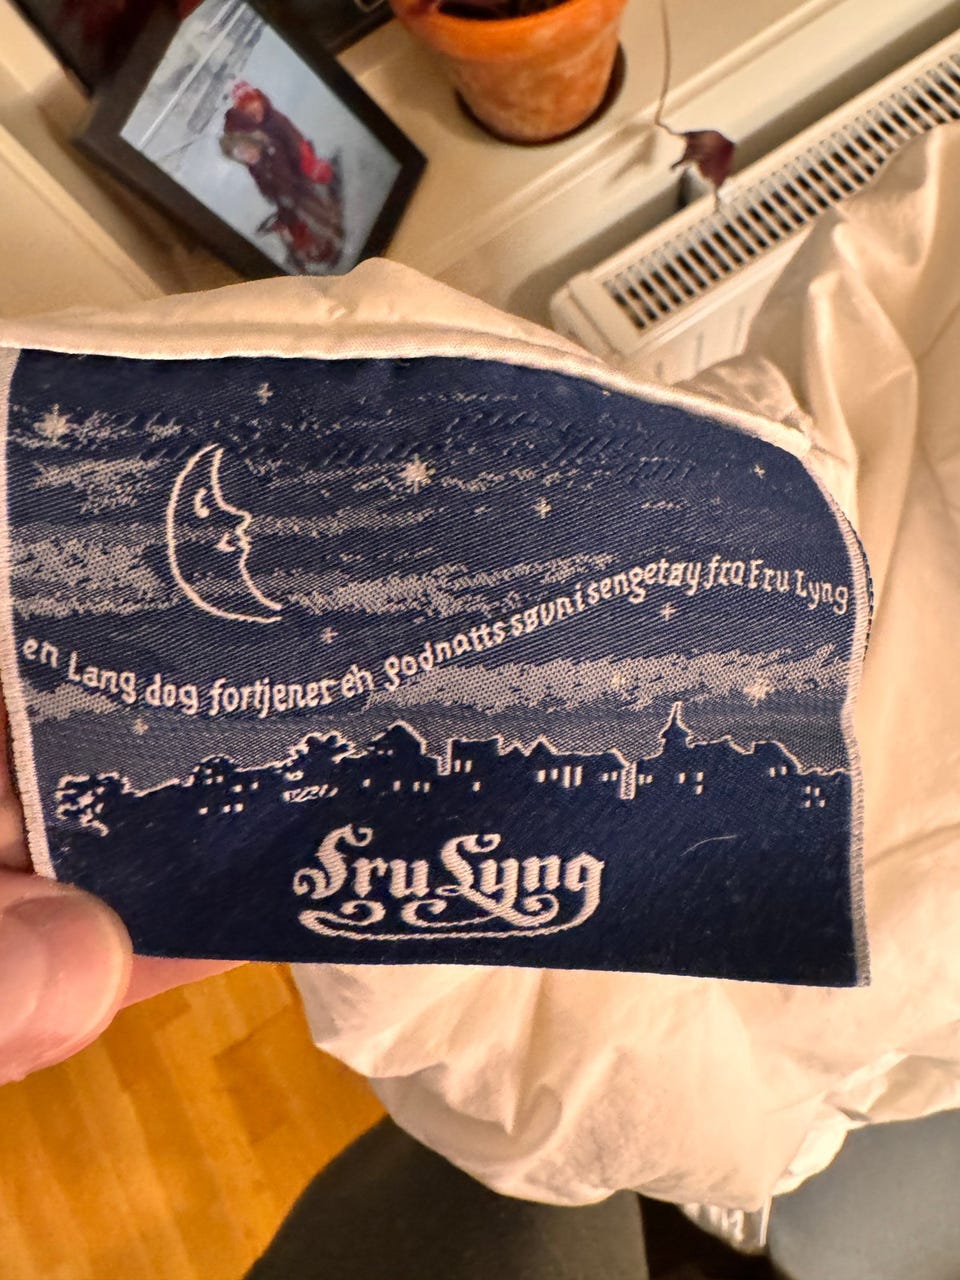 en Lang dag fortjener en godnatts søvn i sengetøy fra Fru Lyng
Fru Lyng